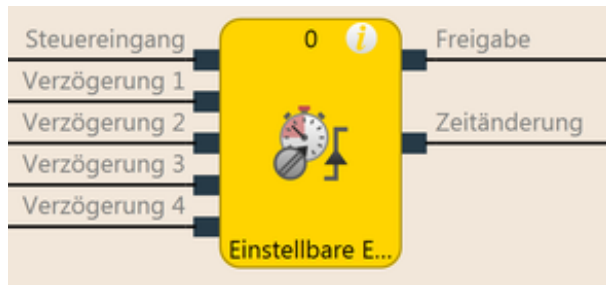 Steuereingang
Verzögerung 1
Verzögerung 2
Verzögerung 3
Verzögerung 4
0
i
Einstellbare E...
Freigabe
Zeitänderung